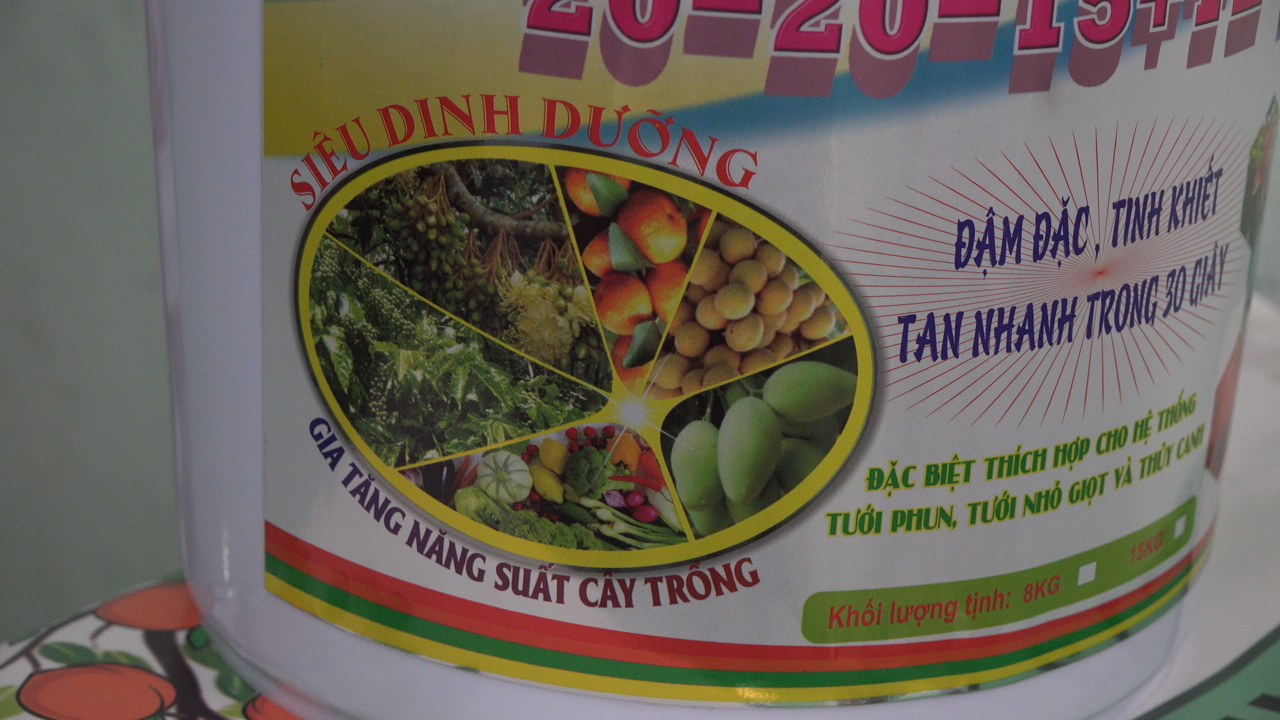 20-20-15+
SIÊU DINH DƯỠNG
ĐẬM ĐẶC, TINH KHIẾT
TAN NHANH TRONG 30 GIÂY
GIA TĂNG NĂNG SUẤT CÂY TRỒNG
ĐẶC BIỆT THÍCH HỢP CHO HỆ THỐNG
TƯỚI PHUN, TƯỚI NHỎ GIỌT VÀ THỦY CANH
Khối lượng tịnh: 8KG 15KG